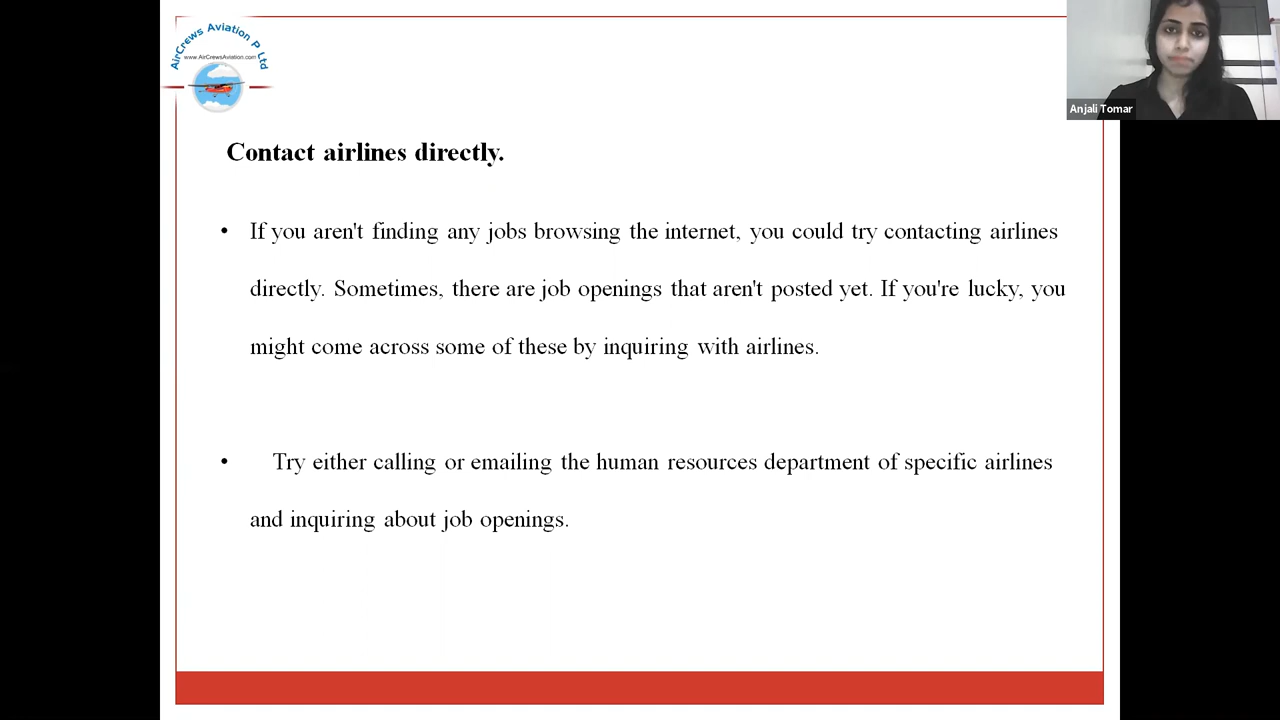 AirCrews Aviation P Ltd
www.AirCrewsAviation.com
Anjali Tomar
Contact airlines directly.
• If you aren't finding any jobs browsing the internet, you could try contacting airlines
directly. Sometimes, there are job openings that aren't posted yet. If you're lucky, you
might come across some of these by inquiring with airlines.
• Try either calling or emailing the human resources department of specific airlines
and inquiring about job openings.